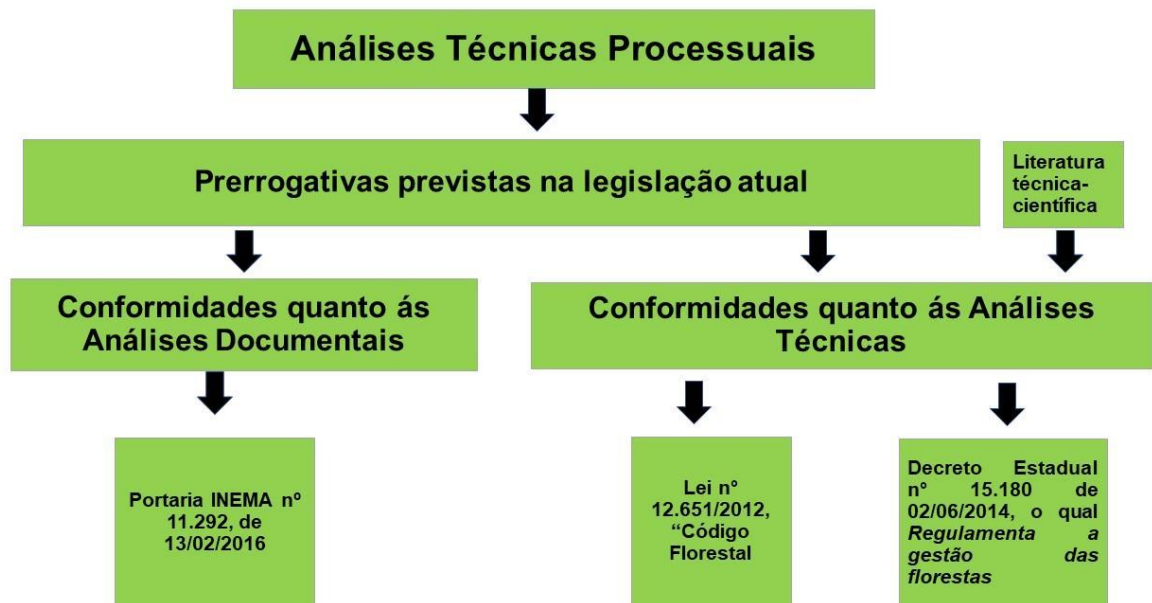 Análises Técnicas Processuais
Prerrogativas previstas na legislação atual
Literatura
técnica-
científica
Conformidades quanto ás
Análises Documentais
Conformidades quanto ás Análises
Técnicas
Portaria INEMA nº
11.292, de
13/02/2016
Lei nº
12.651/2012,
“Código
Florestal
Decreto Estadual
nº 15.180 de
02/06/2014, o qual
Regulamenta a
gestão das
florestas